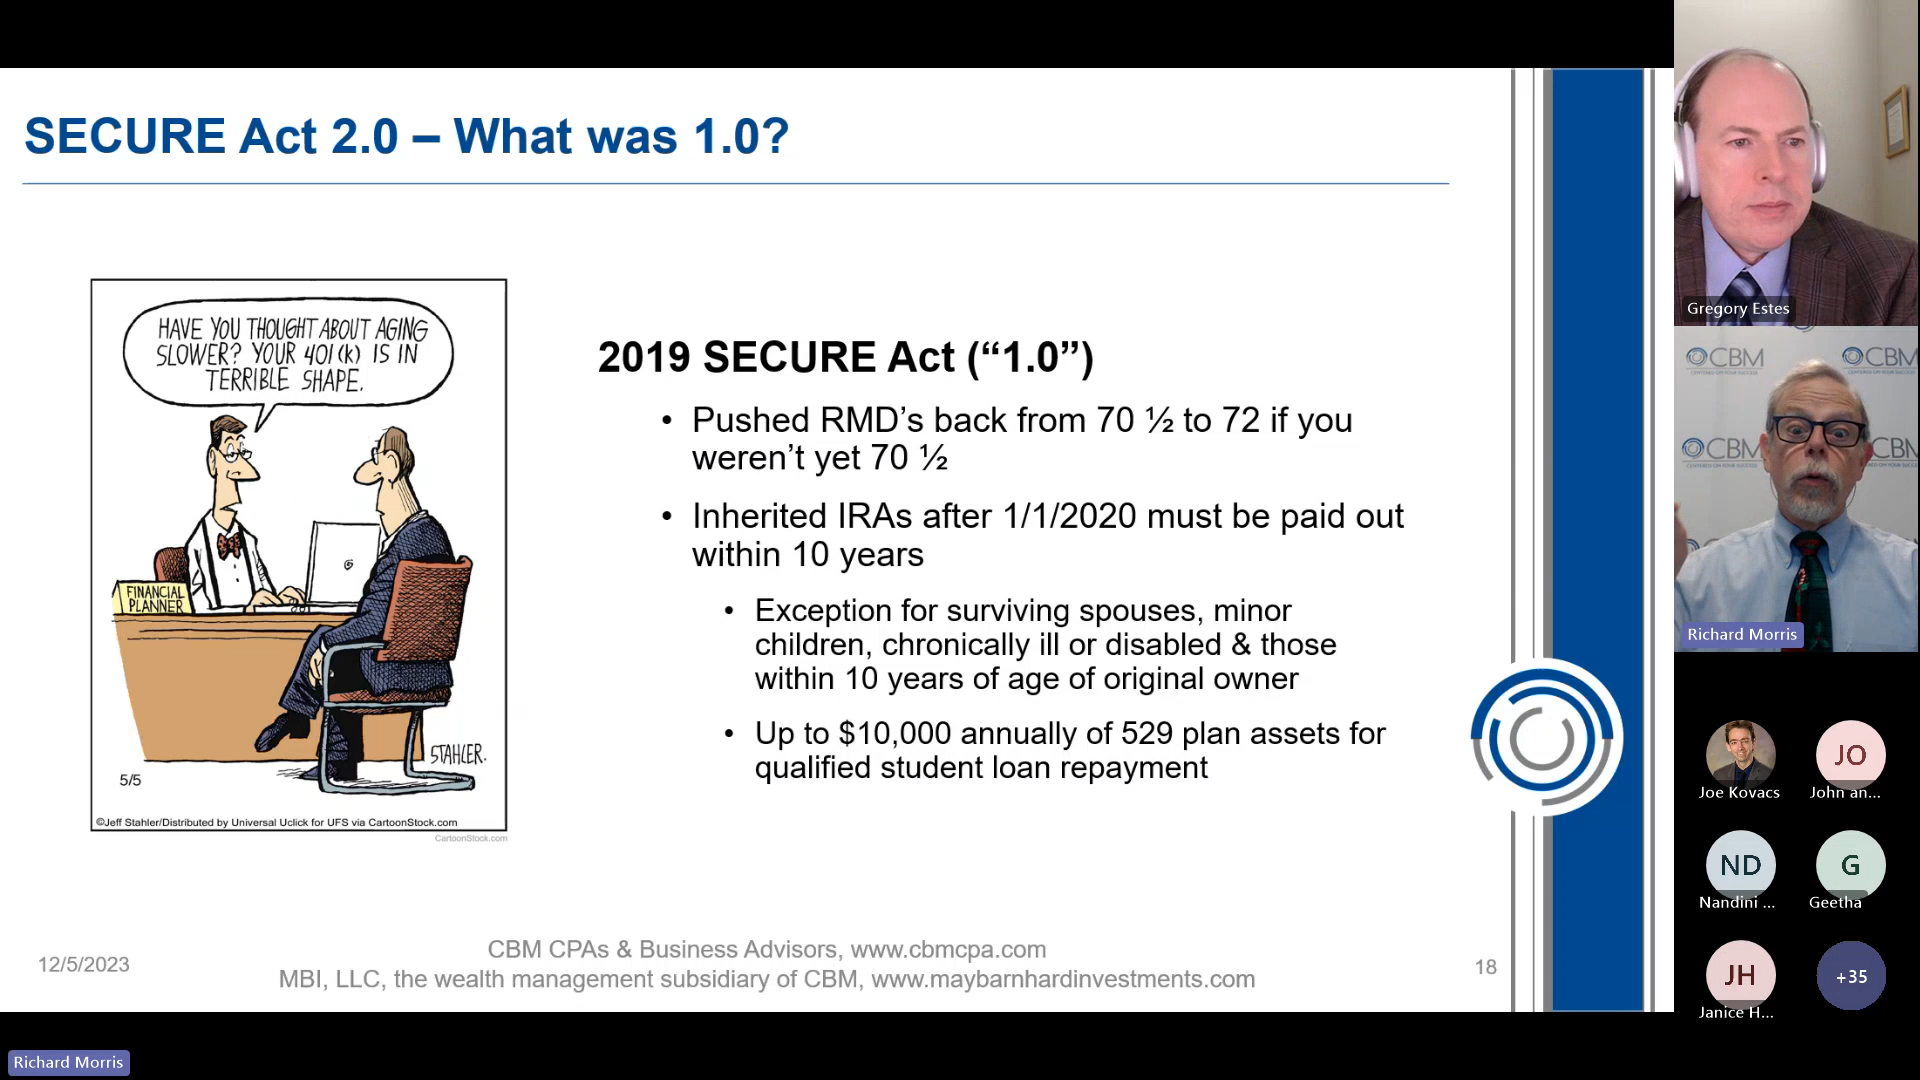 SECURE Act 2.0 – What was 1.0?
HAVE YOU THOUGHT ABOUT AGING
SLOWER? YOUR 401(k) IS IN
TERRIBLE SHAPE.
FINANCIAL
PLANNER
STAHLER.
5/5
©Jeff Stahler/Distributed by Universal Uclick for UFS via CartoonStock.com
CartoonStock.com
2019 SECURE Act (“1.0”)
• Pushed RMD’s back from 70 ½ to 72 if you
weren’t yet 70 ½
• Inherited IRAs after 1/1/2020 must be paid out
within 10 years
• Exception for surviving spouses, minor
children, chronically ill or disabled & those
within 10 years of age of original owner
• Up to $10,000 annually of 529 plan assets for
qualified student loan repayment
12/5/2023
CBM CPAs & Business Advisors, www.cbmcpa.com
MBI, LLC, the wealth management subsidiary of CBM, www.maybarnhardinvestments.com
18
Gregory Estes
CBM
CBM
CBM
CBM
Richard Morris
Joe Kovacs
JO
John an...
ND
Nandini ...
G
Geetha
JH
Janice H...
+35
Richard Morris